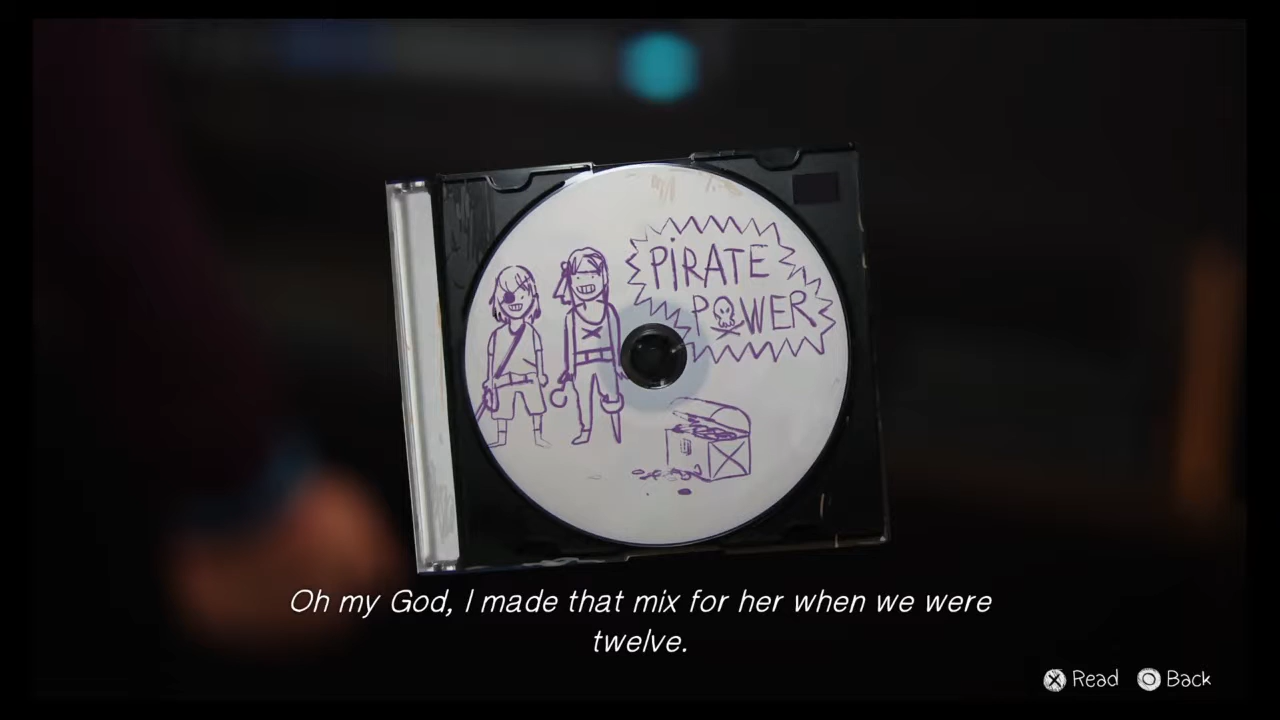 PiRATE
POWER
Oh my God, I made that mix for her when we were
twelve.
Read Back